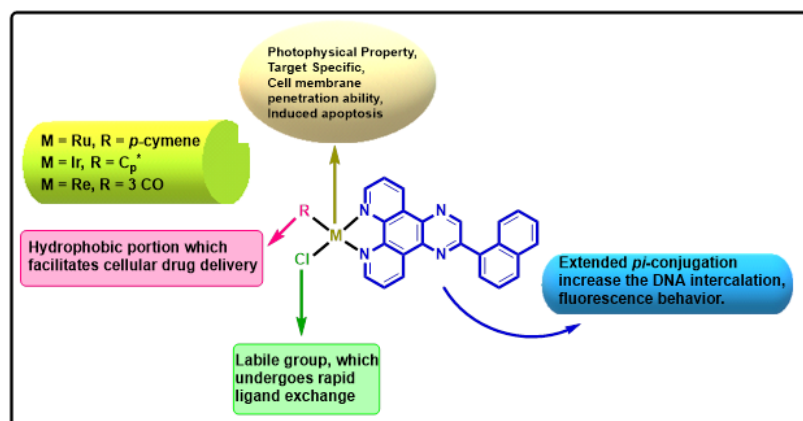 Photophysical Property,
Target Specific,
Cell membrane
penetration ability,
Induced apoptosis
M = Ru, R = p-cymene
M = Ir, R = Cp*
M = Re, R = 3 CO
R
M
N
N
N
N
Cl
Hydrophobic portion which
facilitates cellular drug delivery
Extended pi-conjugation
increase the DNA intercalation,
fluorescence behavior.
Labile group, which
undergoes rapid
ligand exchange